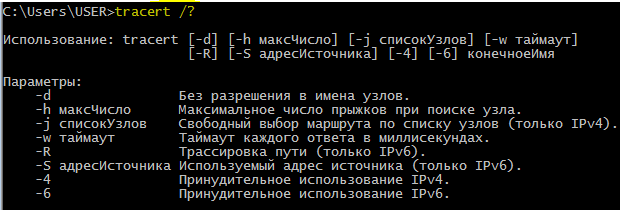 C:\Users\USER>tracert /?
Использование: tracert [-d] [-h максЧисло] [-j списокУзлов] [-w таймаут]
[-R] [-S адресИсточника] [-4] [-6] конечноеИмя
Параметры:
-d Без разрешения в имена узлов.
-h максЧисло Максимальное число прыжков при поиске узла.
-j списокУзлов Свободный выбор маршрута по списку узлов (только IPv4).
-w таймаут Таймаут каждого ответа в миллисекундах.
-R Трассировка пути (только IPv6).
-S адресИсточника Используемый адрес источника (только IPv6).
-4 Принудительное использование IPv4.
-6 Принудительное использование IPv6.